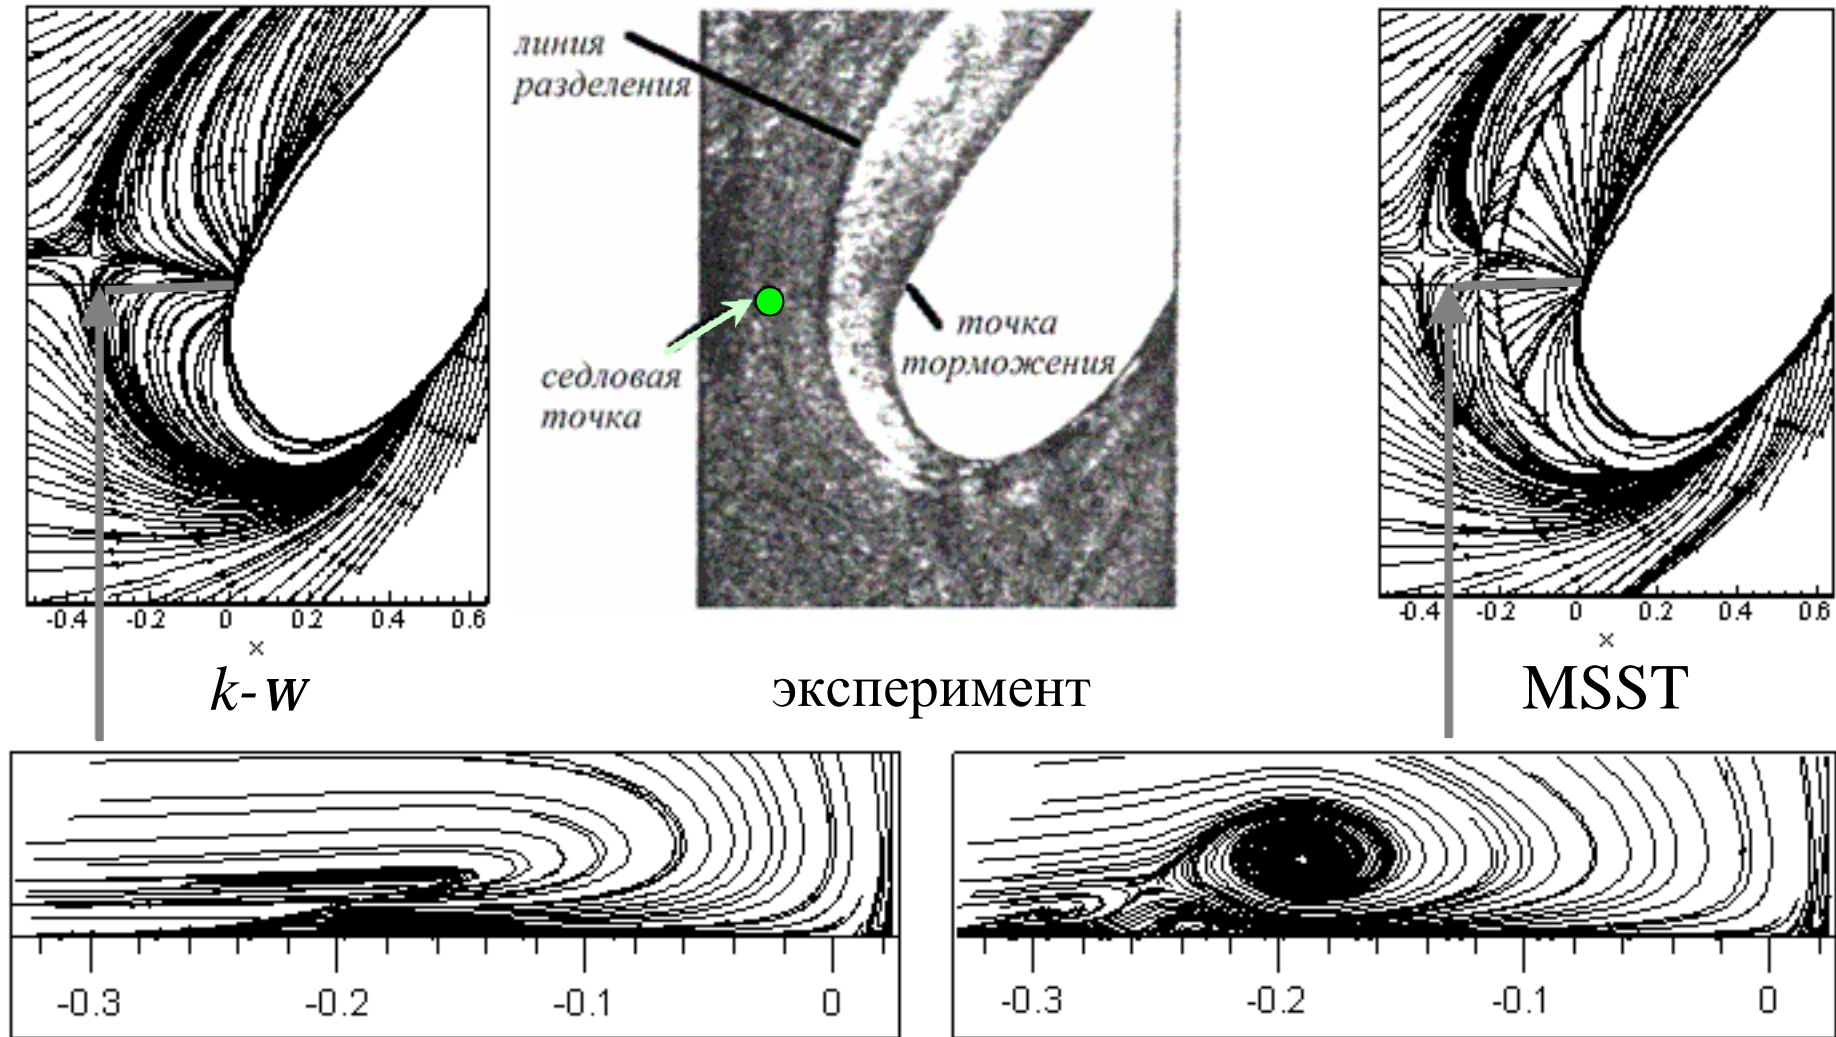 линия
разделения
седловая
точка
точка
торможения
-0.4 -0.2 0 0.2 0.4 0.6
x
-0.4 -0.2 0 0.2 0.4 0.6
x
k-w
эксперимент
MSST
-0.3 -0.2 -0.1 0
-0.3 -0.2 -0.1 0